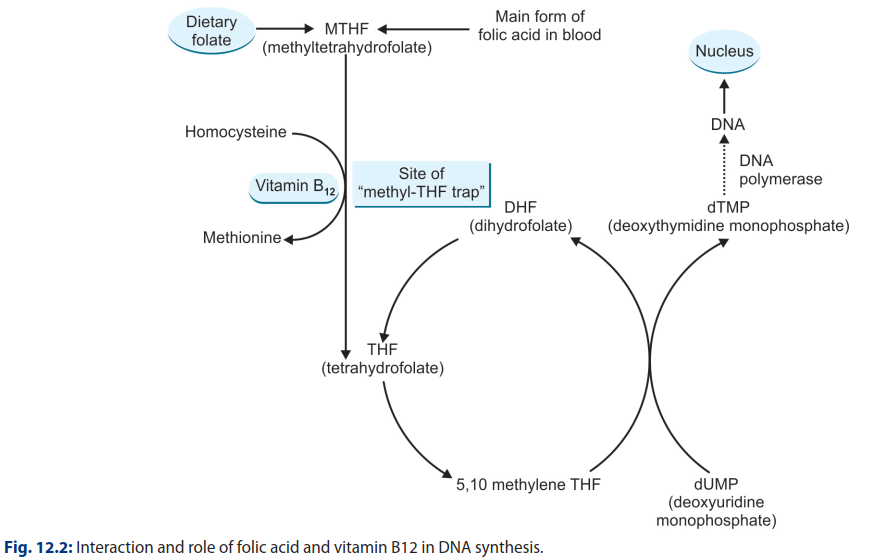 Dietary
folate
MTHF
(methyltetrahydrofolate)
Main form of
folic acid in blood
Nucleus
DNA
DNA
polymerase
Homocysteine
Vitamin B12
Site of
“methyl-THF trap”
Methionine
DHF
(dihydrofolate)
dTMP
(deoxythymidine monophosphate)
THF
(tetrahydrofolate)
5,10 methylene THF
dUMP
(deoxyuridine
monophosphate)
Fig. 12.2: Interaction and role of folic acid and vitamin B12 in DNA synthesis.